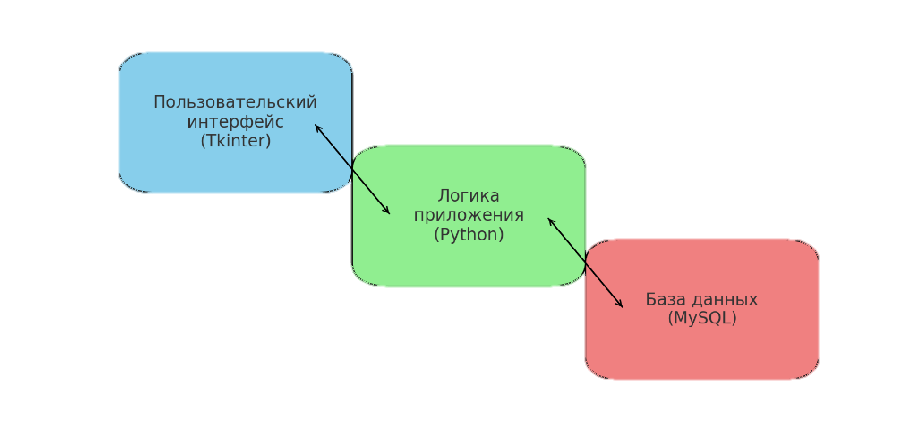 Пользовательский
интерфейс
(Tkinter)
Логика
приложения
(Python)
База данных
(MySQL)